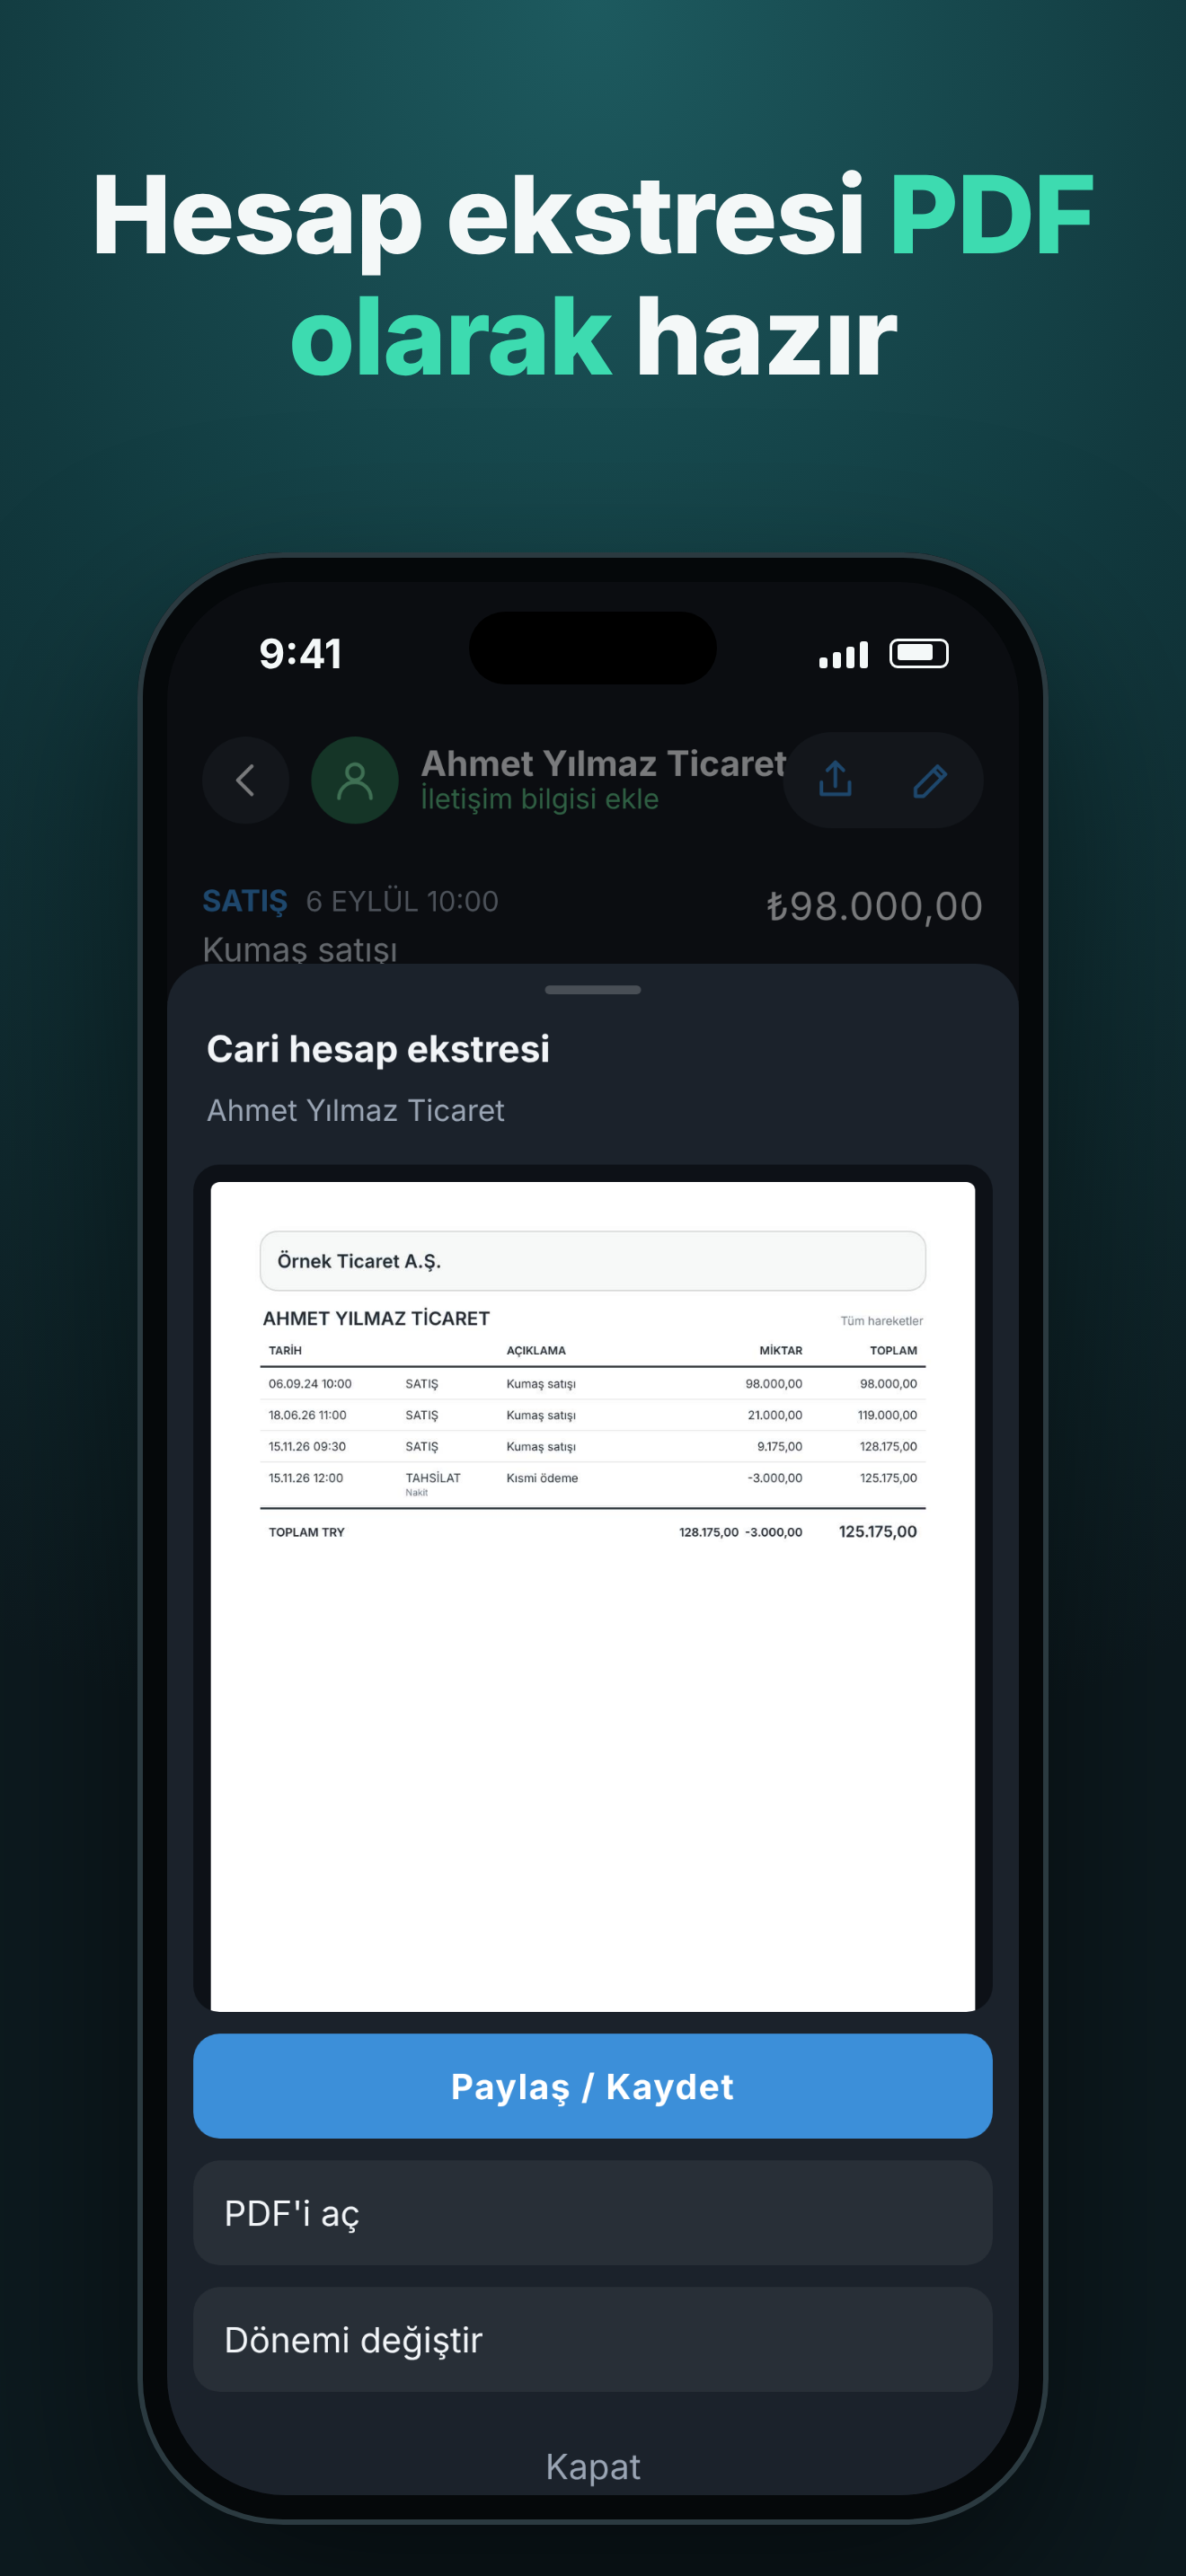 Hesap ekstresi PDF
olarak hazır
9:41
Ahmet Yılmaz Ticaret
İletişim bilgisi ekle
SATIŞ 6 EYLÜL 10:00 ₺98.000,00
Kumaş satışı
Cari hesap ekstresi
Ahmet Yılmaz Ticaret
Örnek Ticaret A.Ş.
AHMET YILMAZ TİCARET Tüm hareketler
TARİH AÇIKLAMA MİKTAR TOPLAM
06.09.24 10:00 SATIŞ Kumaş satışı 98.000,00 98.000,00
18.06.26 11:00 SATIŞ Kumaş satışı 21.000,00 119.000,00
15.11.26 09:30 SATIŞ Kumaş satışı 9.175,00 128.175,00
15.11.26 12:00 TAHSİLAT Kısmi ödeme -3.000,00 125.175,00
Nakit
TOPLAM TRY 128.175,00 -3.000,00 125.175,00
Paylaş / Kaydet
PDF'i aç
Dönemi değiştir
Kapat